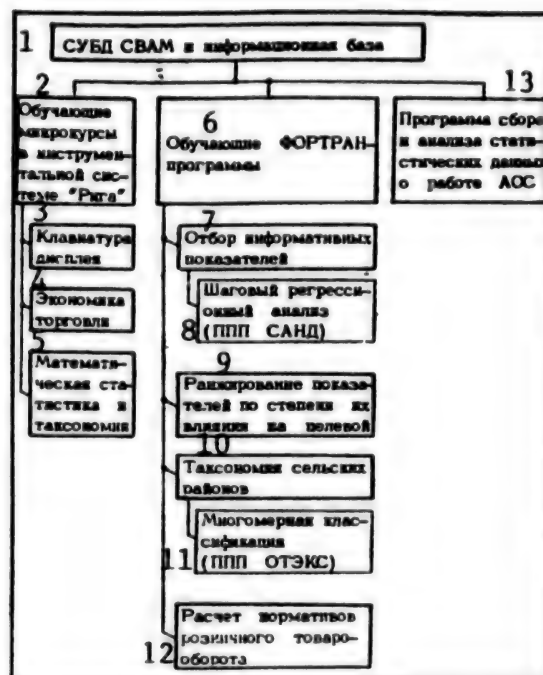 1 СУБД СВАМ и информационная база
2
Обучающие
микрокурсы
в инструмен-
тальной сис-
теме "Рига"
3
Клавиатура
дисплея
4
Экономика
торговли
5
Математи-
ческая ста-
тистика и
таксономия
6
Обучающие ФОРТРАН-
программы
7
Отбор информативных
показателей
Шаговый регресси-
онный анализ
8 (ППП САНД)
9
Ранжирование показа-
телей по степени их
влияния на целевой
10
Таксономия сельских
районов
Многомерная клас-
сификация
11 (ППП ОТЭКС)
Расчет нормативов
розничного товаро-
12 оборота
13
Программа сбора
и анализа стати-
стических данных
о работе АОС